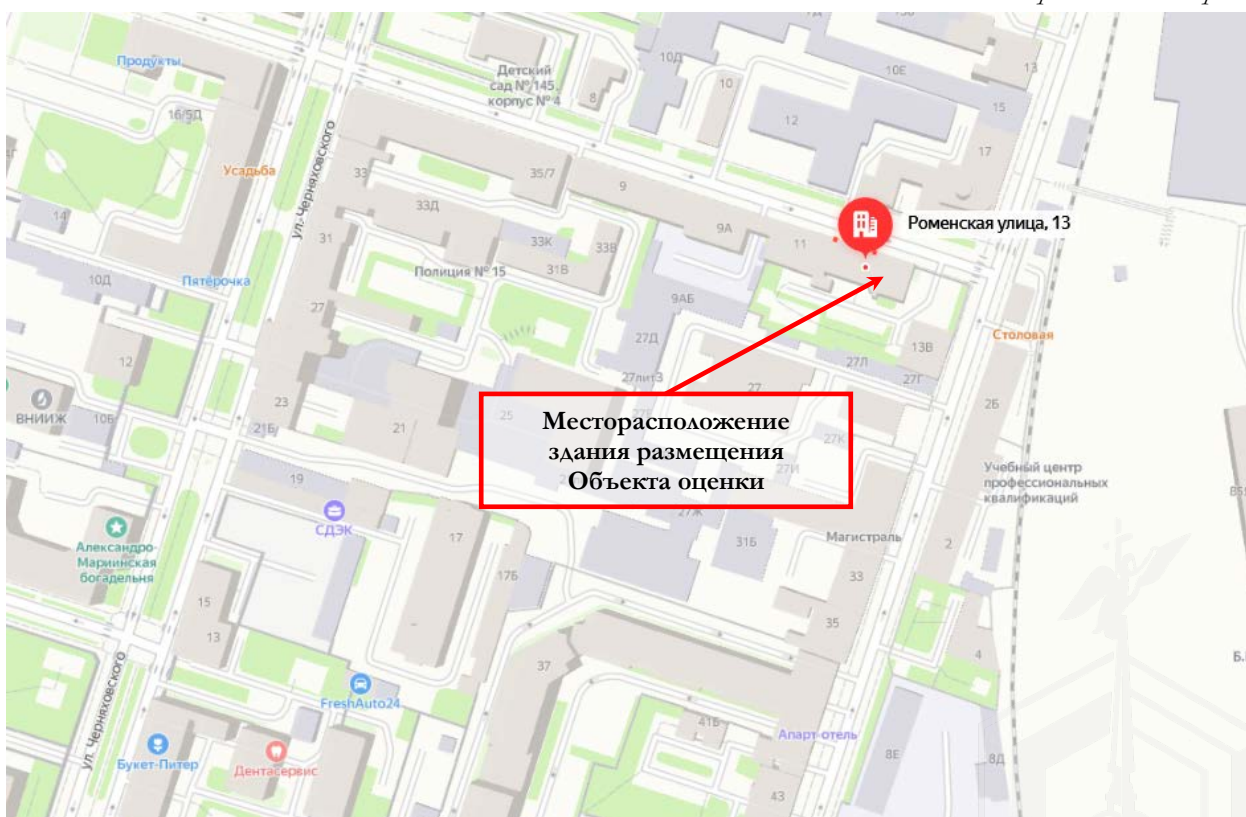 Продукты
16/5Д
Усадьба
ул. Черняховского
33
Детский
сад №145,
корпус № 4
8
10Д
10
10Е
13
15
12
17
35/7
9
33Д
9А
11
Роменская улица, 13
14
31
33К
33В
31В
Полиция № 15
10Д
Пятёрочка
27
9АБ
27Д
13В
Столовая
12
27Л
27Г
27литЗ
27
ВНИИЖ
10Б
23
21Б
21
25
Месторасположение
здания размещения
Объекта оценки
27К
27И
2Б
Учебный центр
профессиональных
квалификаций
19
СДЭК
27Ж
17
31Б
Магистраль
2
Александро-
Мариинская
богадельня
17Б
33
15
13
35
4
37
ул. Черняховского
FreshAuto24
41Б
Апарт-отель
8Е
8Д
Букет-Питер
Дентасервис
43